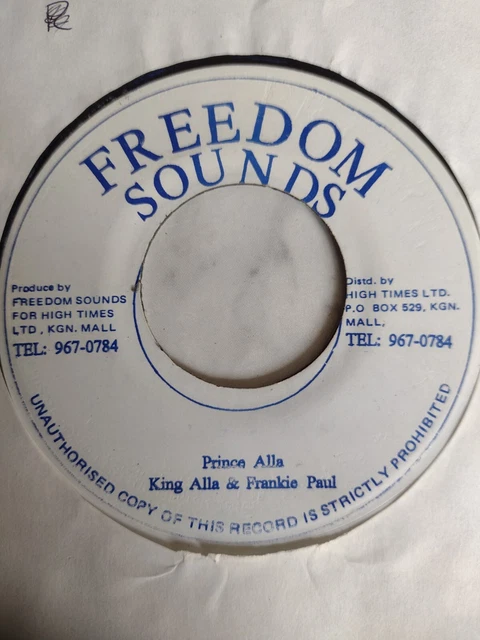 FREEDOM
SOUNDS
Produce by
FREEDOM SOUNDS
FOR HIGH TIMES
LTD , KGN. MALL
TEL: 967-0784
Distd. by
HIGH TIMES LTD.
P.O BOX 529, KGN.
MALL,
TEL: 967-0784
Prince Alla
King Alla & Frankie Paul
UNAUTHORISED COPY OF THIS RECORD IS STRICTLY PROHIBITED